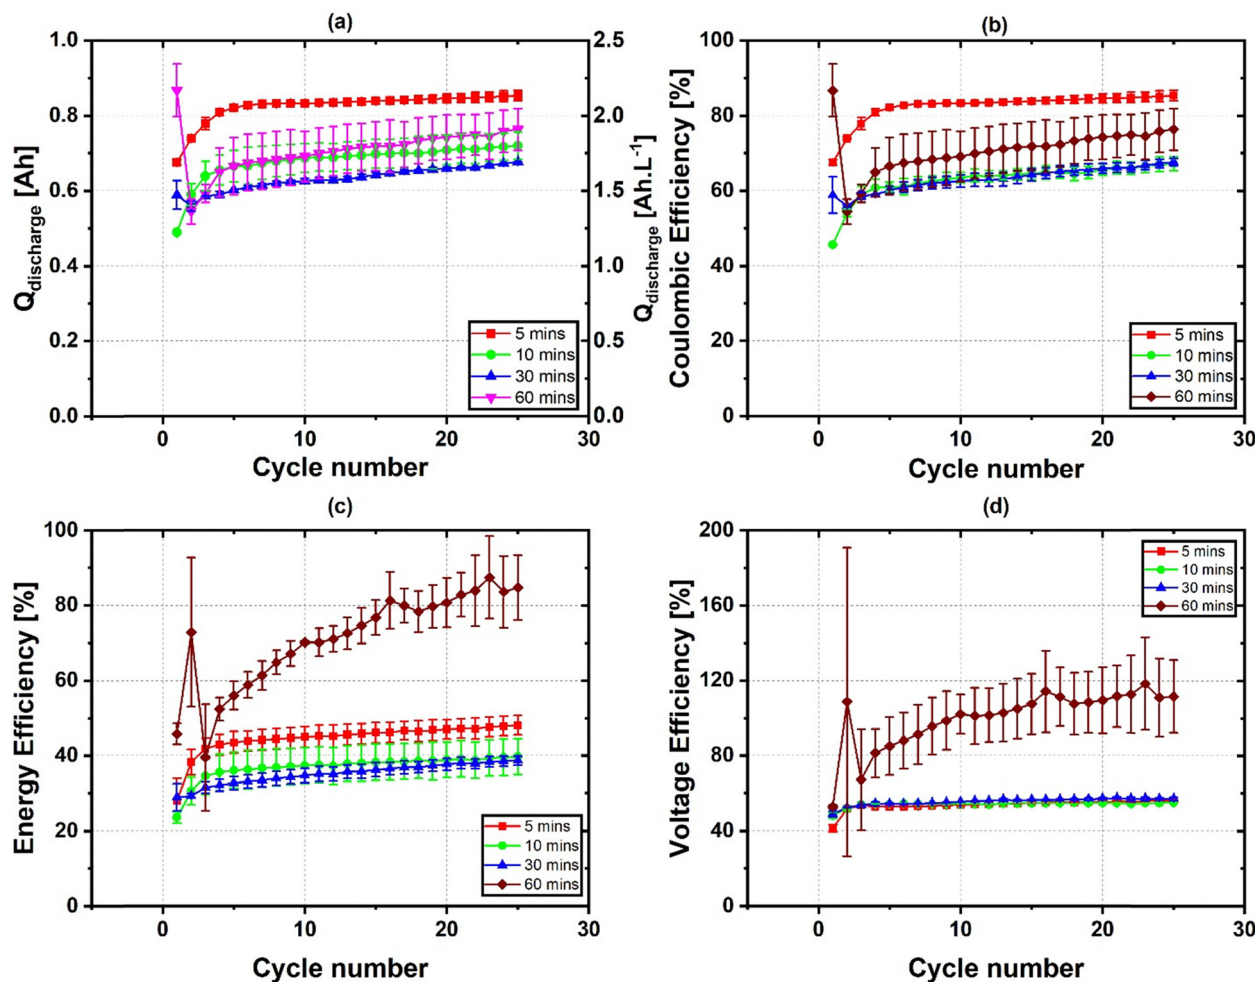 (a)
1.0
0.8
0.6
0.4
0.2
0.0
Q_discharge [Ah]
2.5
2.0
1.5
1.0
0.5
0.0
Q_discharge [Ah.L⁻¹]
5 mins
10 mins
30 mins
60 mins
0 10 20 30
Cycle number
(b)
100
80
60
40
20
0
Coulombic Efficiency [%]
5 mins
10 mins
30 mins
60 mins
0 10 20 30
Cycle number
(c)
100
80
60
40
20
0
Energy Efficiency [%]
5 mins
10 mins
30 mins
60 mins
0 10 20 30
Cycle number
(d)
200
160
120
80
40
0
Voltage Efficiency [%]
5 mins
10 mins
30 mins
60 mins
0 10 20 30
Cycle number